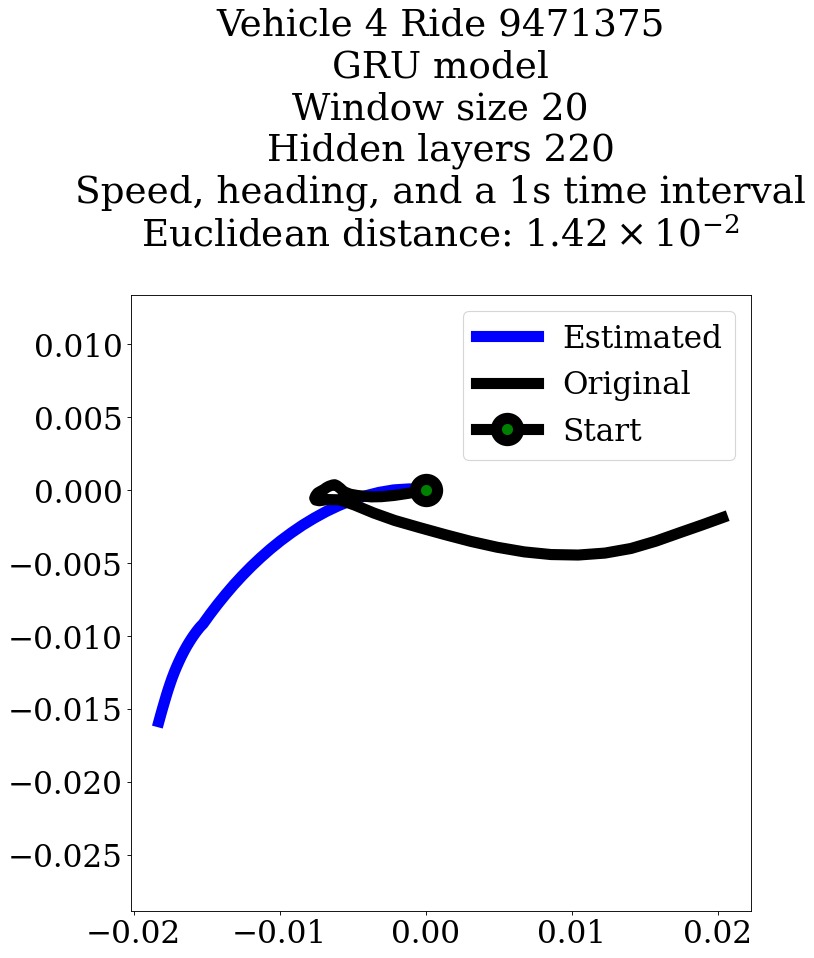 Vehicle 4 Ride 9471375
GRU model
Window size 20
Hidden layers 220
Speed, heading, and a 1s time interval
Euclidean distance: 1.42 × 10⁻²
Estimated
Original
Start
0.010
0.005
0.000
−0.005
−0.010
−0.015
−0.020
−0.025
−0.02 −0.01 0.00 0.01 0.02